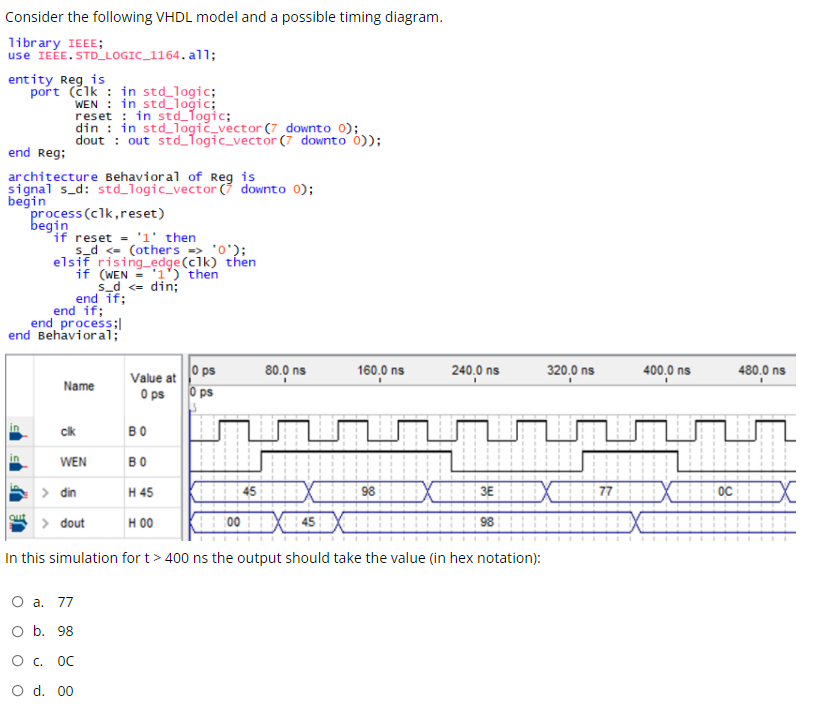 Consider the following VHDL model and a possible timing diagram.
library IEEE;
use IEEE.STD_LOGIC_1164.all;
entity Reg is
port (clk : in std_logic;
WEN : in std_logic;
reset : in std_logic;
din : in std_logic_vector(7 downto 0);
dout : out std_logic_vector(7 downto 0));
end Reg;
architecture Behavioral of Reg is
signal s_d: std_logic_vector(7 downto 0);
begin
process(clk,reset)
begin
if reset = '1' then
s_d <= (others => '0');
elsif rising_edge(clk) then
if (WEN = '1') then
s_d <= din;
end if;
end if;
end process;
end Behavioral;
Name Value at 0 ps 0 ps 80.0 ns 160.0 ns 240.0 ns 320.0 ns 400.0 ns 480.0 ns
0 ps
in clk B 0
in WEN B 0
in > din H 45 45 98 3E 77 0C
out > dout H 00 00 45 98
In this simulation for t > 400 ns the output should take the value (in hex notation):
a. 77
b. 98
c. 0C
d. 00